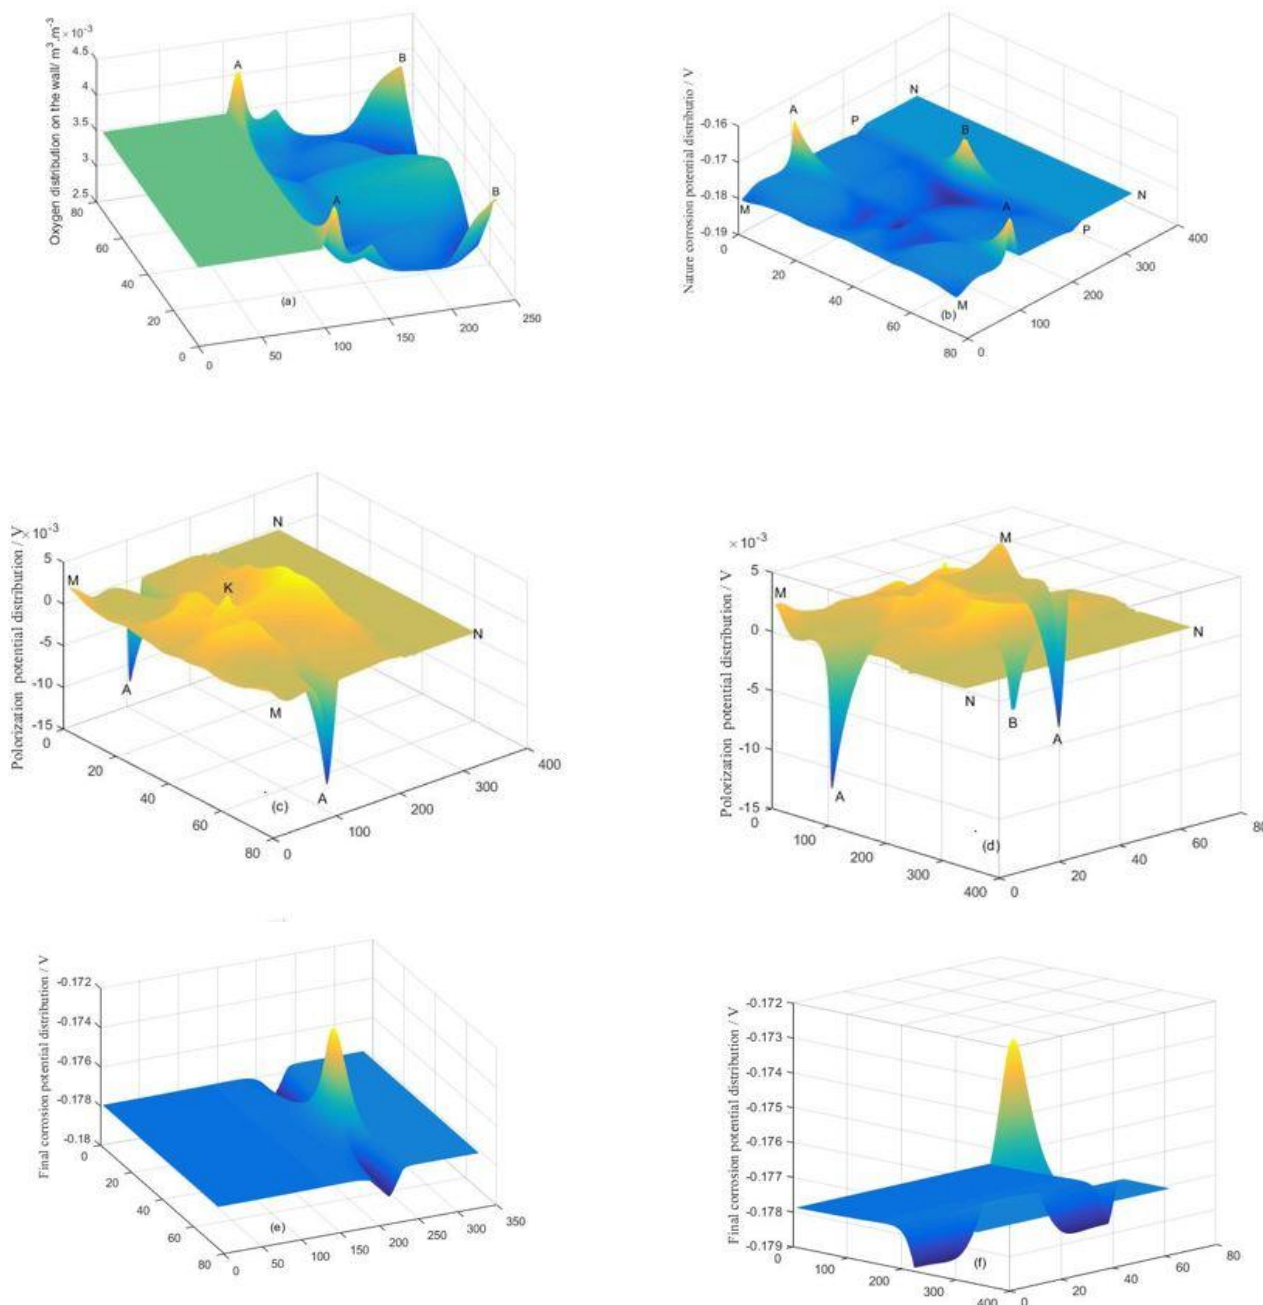 Oxygen distribution on the wall/ m³.m⁻³
×10⁻³
4.5
4
3.5
3
2.5
80
60
40
20
0
0
50
100
150
200
250
A
B
A
B
(a)
Nature corrosion potential distributio / V
-0.16
-0.17
-0.18
-0.19
0
20
40
60
80
0
100
200
300
400
N
A
P
B
N
A
P
M
M
(b)
Polorization potential distribution / V
×10⁻³
5
0
-5
-10
-15
0
20
40
60
80
0
100
200
300
400
N
M
K
N
A
M
A
(c)
Polorization potential distribution / V
×10⁻³
5
0
-5
-10
-15
0
100
200
300
400
0
20
40
60
80
M
M
N
N
B
A
A
(d)
Final corrosion potential distribution / V
-0.172
-0.174
-0.176
-0.178
-0.18
0
20
40
60
80
0
50
100
150
200
250
300
350
(e)
Final corrosion potential distribution / V
-0.172
-0.173
-0.174
-0.175
-0.176
-0.177
-0.178
-0.179
0
100
200
300
400
0
20
40
60
80
(f)